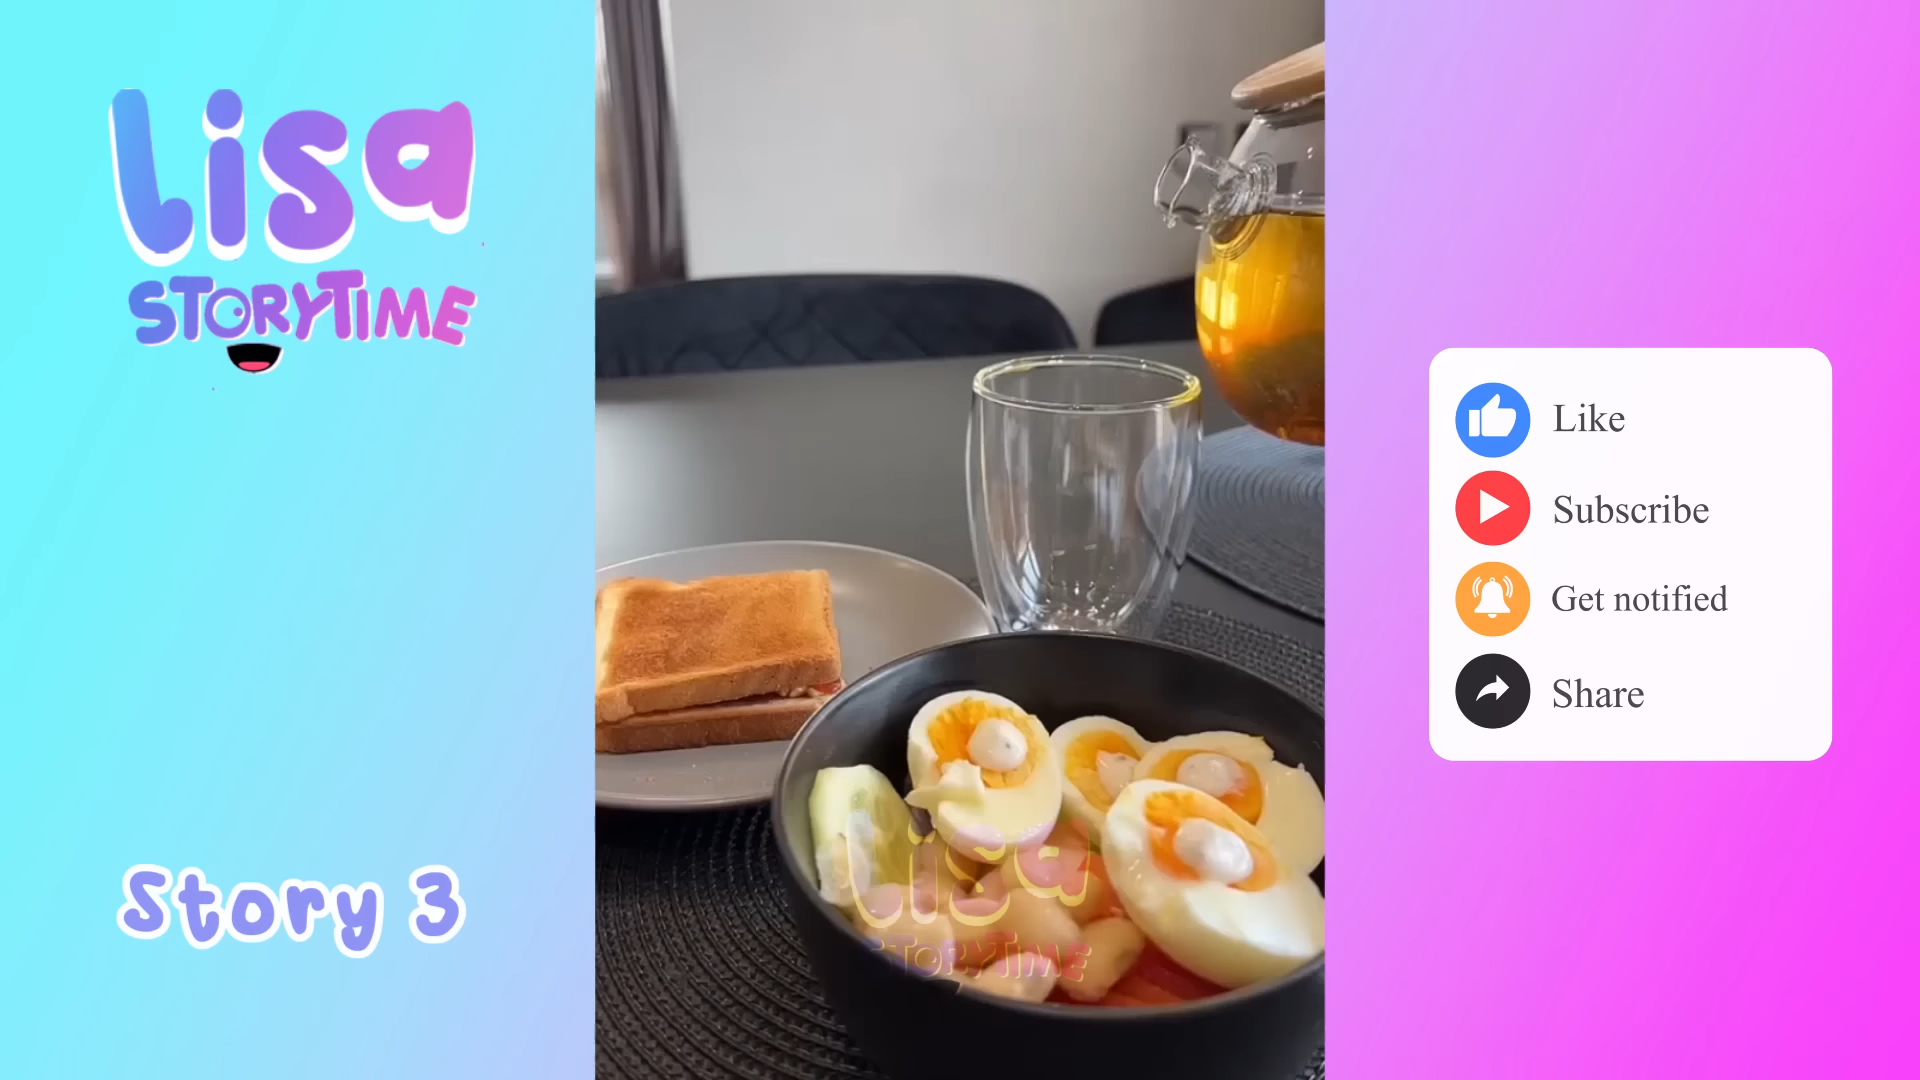 Lisa
STORYTIME
Story 3
Lisa
STORYTIME
Like
Subscribe
Get notified
Share